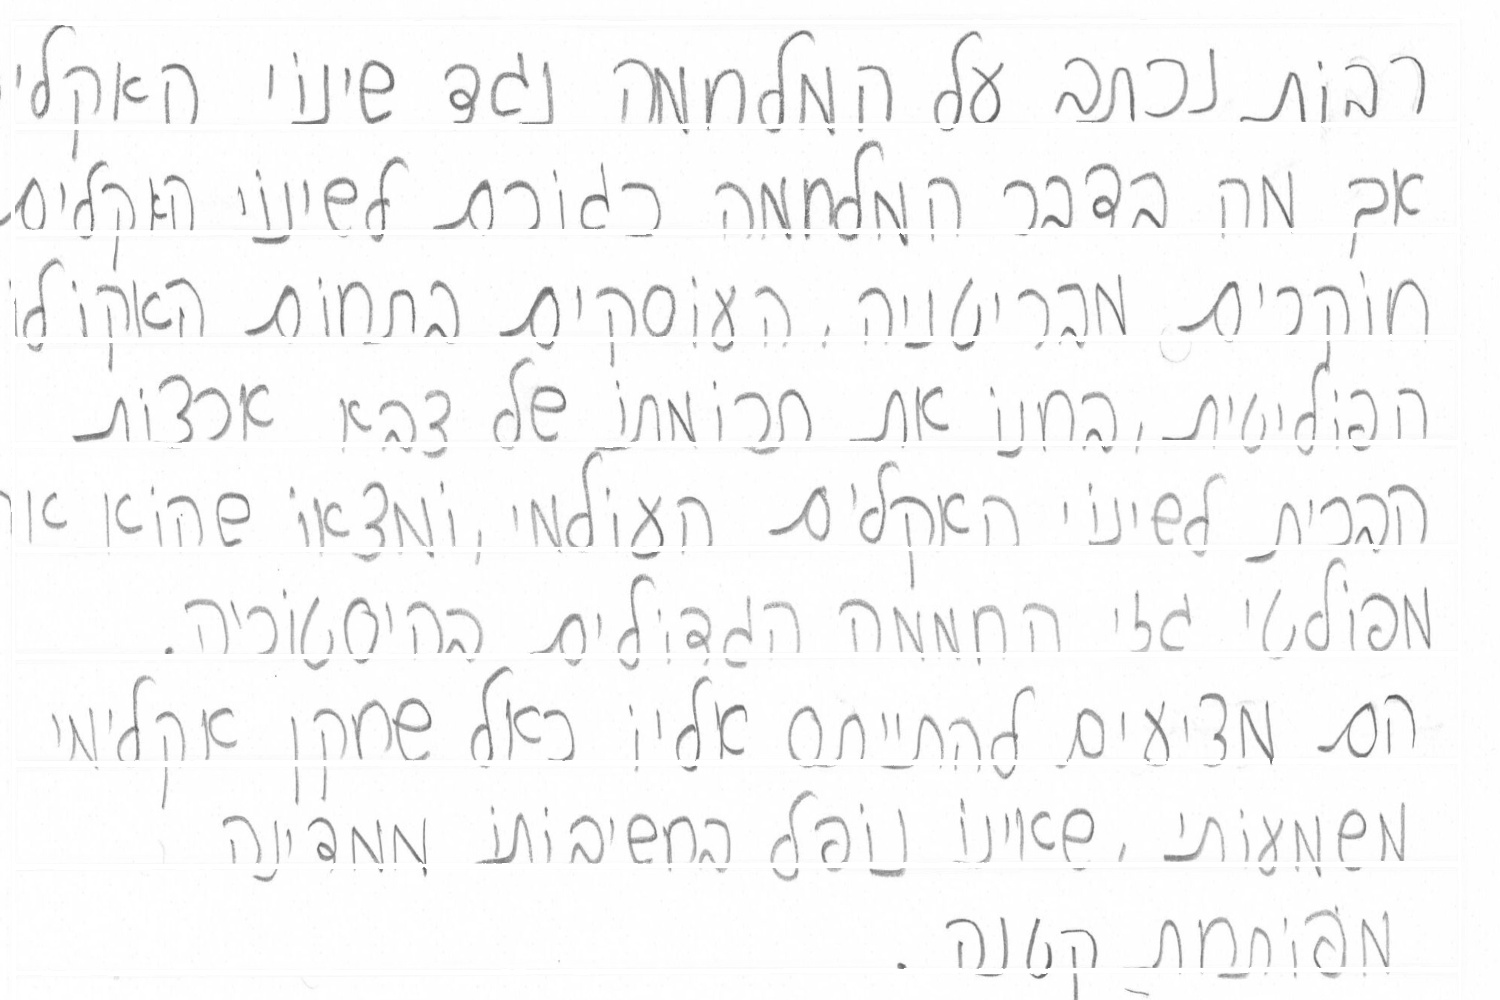 רבות נכתב על המלחמה נגד שינוי האקלי
אך מה בדבר המלחמה כגורם לשינוי האקלים
חוקרים מבריטניה, העוסקים בתחום האקולו
הפוליטית, בחנו את תרומתו של צבא ארצות
הברית לשינוי האקלים העולמי, ומצאו שהוא
מפולטי גזי החממה הגדולים בהיסטוריה.
הם מציעים להתייחס אליו כאל שחקן אקלימי
משמעותי, שאינו נופל בחשיבותו ממדינה
מפותחת קטנה.